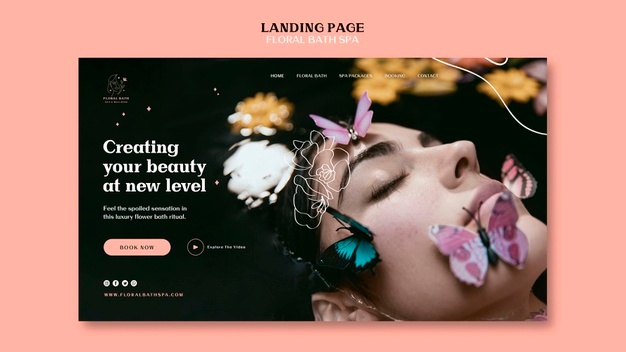 LANDING PAGE
FLORAL BATH SPA
HOME FLORAL BATH SPA PACKAGES BOOKING CONTACT
FLORAL BATH
Creating
your beauty
at new level
Feel the spoiled sensation in
this luxury flower bath ritual.
BOOK NOW Explore The Video
WWW.FLORALBATHSPA.COM